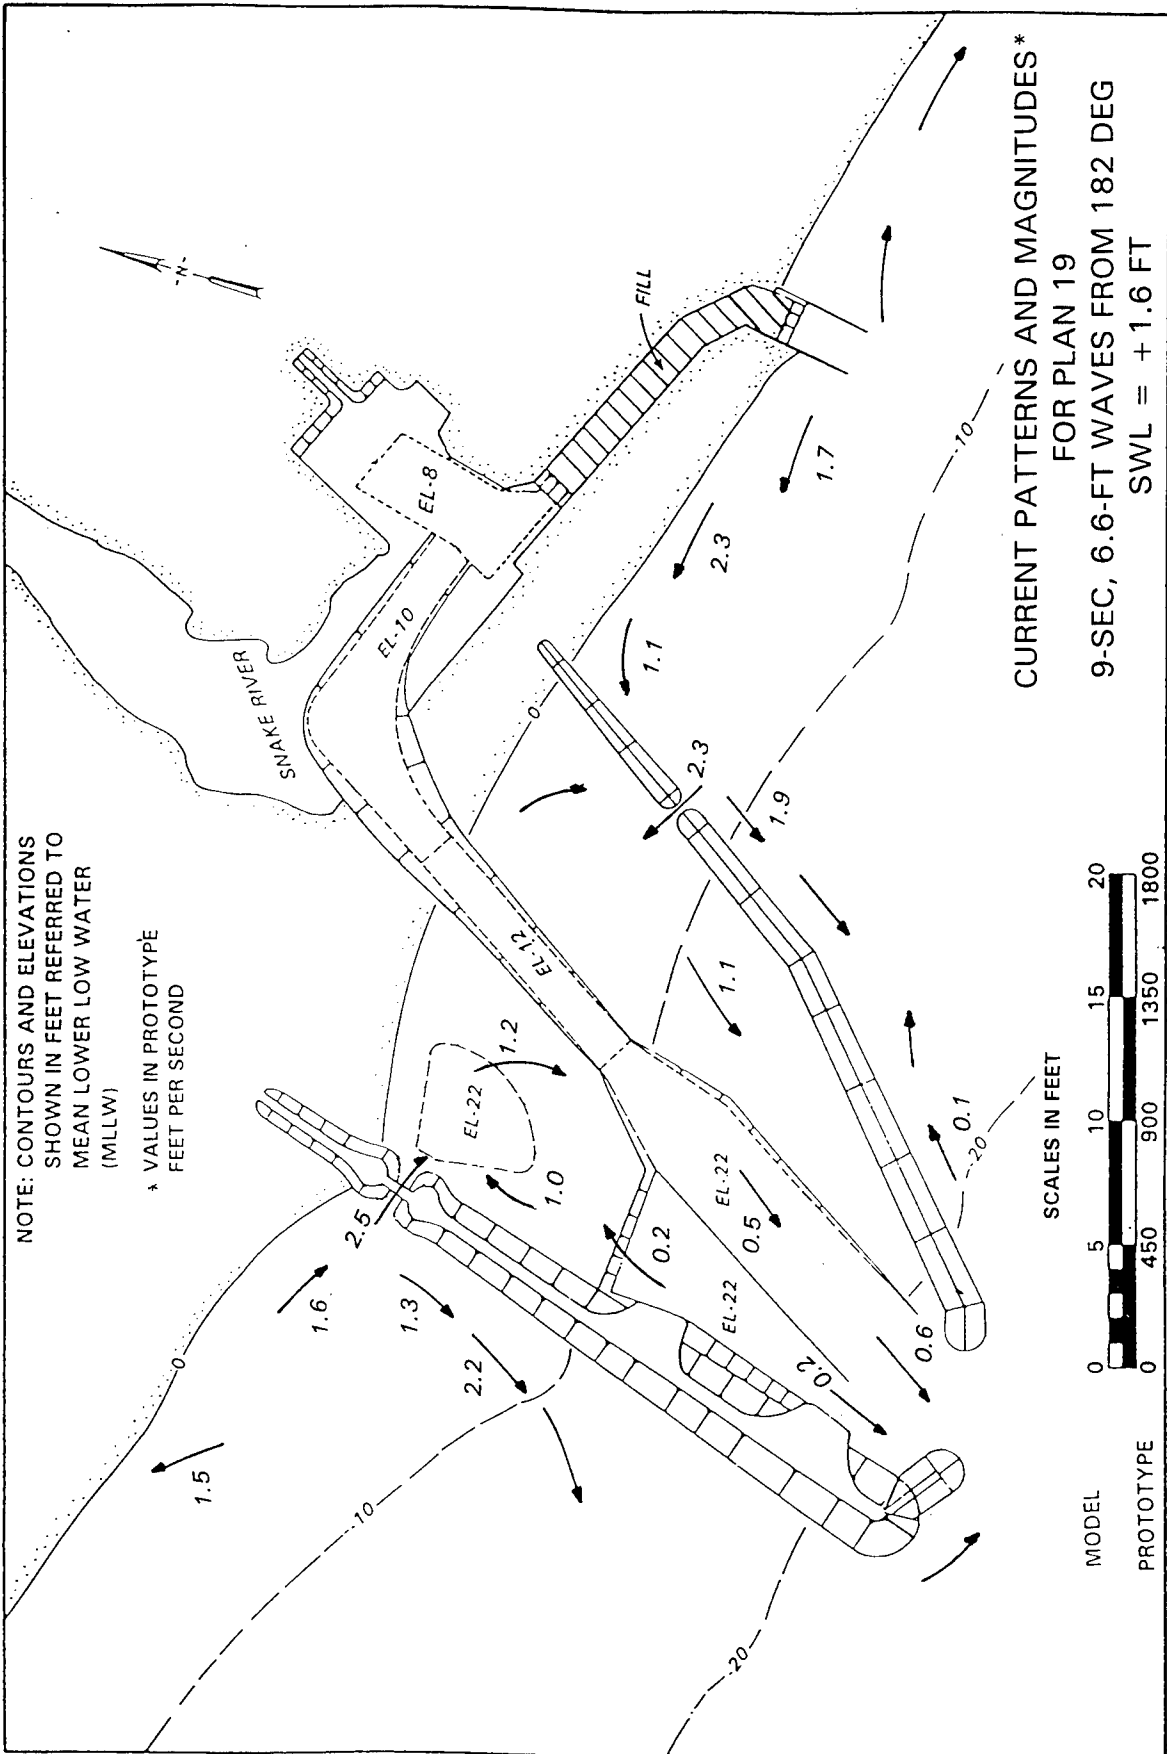 NOTE: CONTOURS AND ELEVATIONS
SHOWN IN FEET REFERRED TO
MEAN LOWER LOW WATER
(MLLW)
* VALUES IN PROTOTYPE
FEET PER SECOND
-N-
SNAKE RIVER
EL-8
EL-10
FILL
EL-12
EL-22
EL-22
EL-22
0
0
-10
-10
-20
-20
1.5
1.6
1.3
2.2
2.5
1.0
1.2
0.2
0.5
0.2
0.6
0.1
1.1
1.9
2.3
1.1
2.3
1.7
SCALES IN FEET
MODEL
0 5 10 15 20
PROTOTYPE
0 450 900 1350 1800
CURRENT PATTERNS AND MAGNITUDES*
FOR PLAN 19
9-SEC, 6.6-FT WAVES FROM 182 DEG
SWL = +1.6 FT